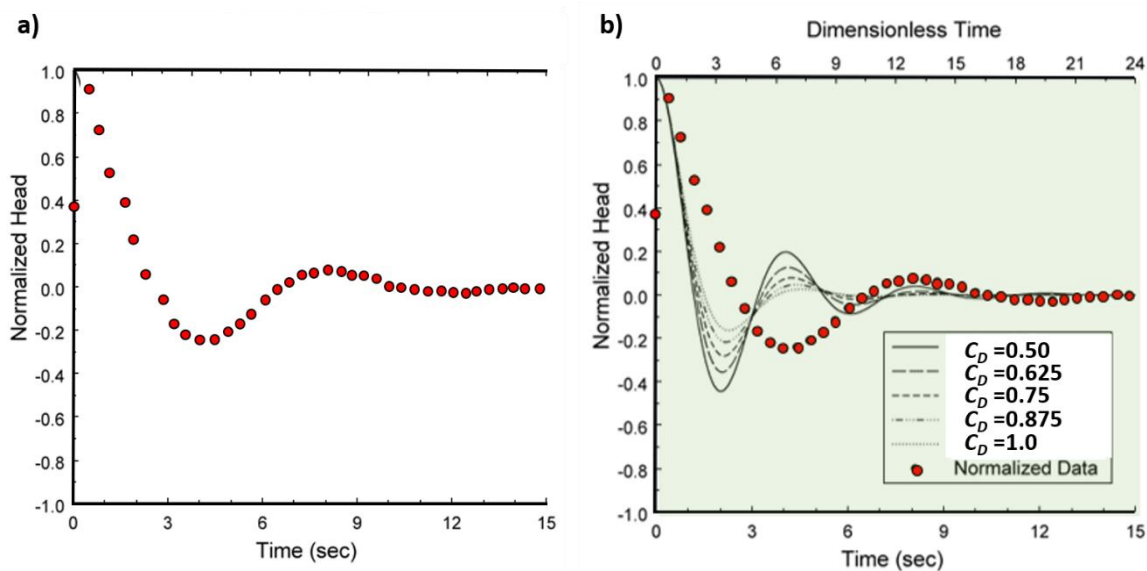 a)
1.0
0.8
0.6
0.4
0.2
0.0
-0.2
-0.4
-0.6
-0.8
-1.0
Normalized Head
0 3 6 9 12 15
Time (sec)
b)
Dimensionless Time
0 3 6 9 12 15 18 21 24
1.0
0.8
0.6
0.4
0.2
0.0
-0.2
-0.4
-0.6
-0.8
-1.0
Normalized Head
C_D =0.50
C_D =0.625
C_D =0.75
C_D =0.875
C_D =1.0
Normalized Data
0 3 6 9 12 15
Time (sec)